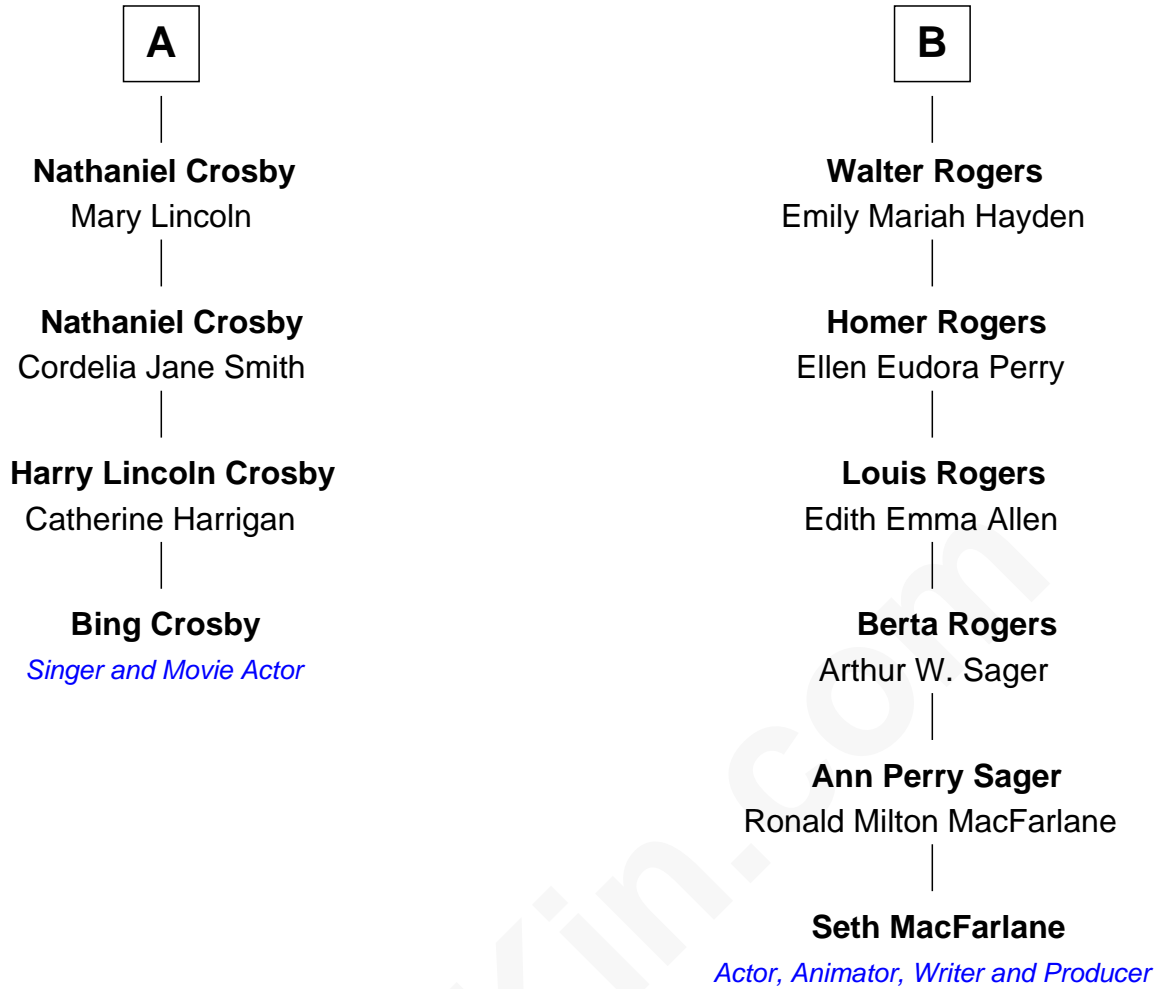 A
Nathaniel Crosby
Mary Lincoln
Nathaniel Crosby
Cordelia Jane Smith
Harry Lincoln Crosby
Catherine Harrigan
Bing Crosby
Singer and Movie Actor
B
Walter Rogers
Emily Mariah Hayden
Homer Rogers
Ellen Eudora Perry
Louis Rogers
Edith Emma Allen
Berta Rogers
Arthur W. Sager
Ann Perry Sager
Ronald Milton MacFarlane
Seth MacFarlane
Actor, Animator, Writer and Producer
Kin.com